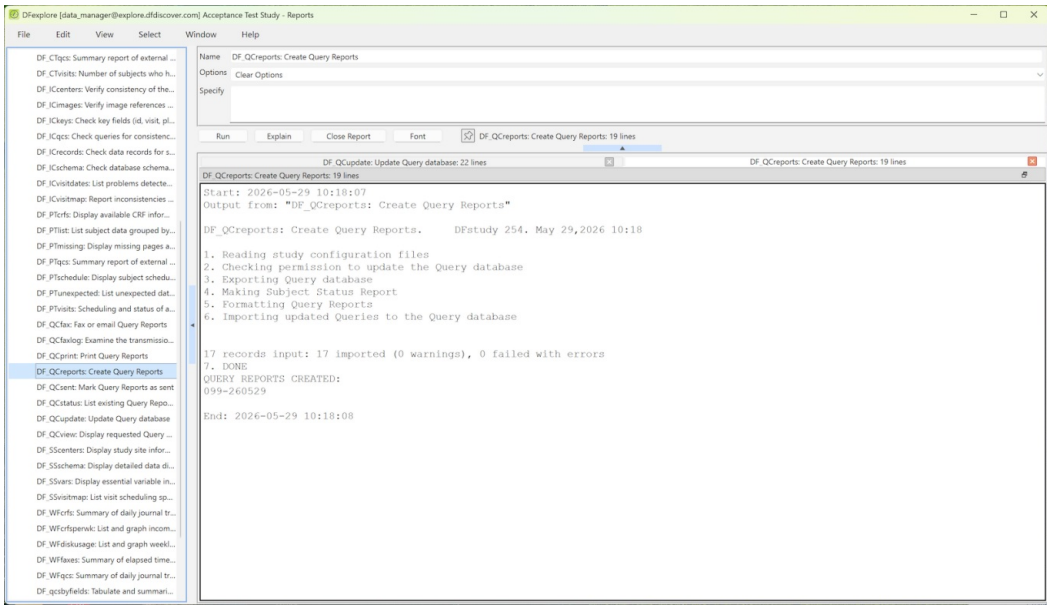 DFexplore [data_manager@explore.dfdiscover.com] Acceptance Test Study - Reports
File Edit View Select Window Help
DF_CTqcs: Summary report of external ...
DF_CTvisits: Number of subjects who h...
DF_ICcenters: Verify consistency of the...
DF_ICimages: Verify image references ...
DF_ICkeys: Check key fields (id, visit, pl...
DF_ICqcs: Check queries for consistenc...
DF_ICrecords: Check data records for s...
DF_ICschema: Check database schema...
DF_ICvisitdates: List problems detecte...
DF_ICvisitmap: Report inconsistencies ...
DF_PTcrfs: Display available CRF infor...
DF_PTlist: List subject data grouped by...
DF_PTmissing: Display missing pages a...
DF_PTqcs: Summary report of external ...
DF_PTschedule: Display subject schedu...
DF_PTunexpected: List unexpected dat...
DF_PTvisits: Scheduling and status of a...
DF_QCfax: Fax or email Query Reports
DF_QCfaxlog: Examine the transmissio...
DF_QCprint: Print Query Reports
DF_QCreports: Create Query Reports
DF_QCsent: Mark Query Reports as sent
DF_QCstatus: List existing Query Repo...
DF_QCupdate: Update Query database
DF_QCview: Display requested Query ...
DF_SScenters: Display study site infor...
DF_SSschema: Display detailed data di...
DF_SSvars: Display essential variable in...
DF_SSvisitmap: List visit scheduling sp...
DF_WFcrfs: Summary of daily journal tr...
DF_WFcrfsperwk: List and graph incom...
DF_WFdiskusage: List and graph weekl...
DF_WFfaxes: Summary of elapsed time...
DF_WFqcs: Summary of daily journal tr...
DF_qcsbyfields: Tabulate and summari...
Name DF_QCreports: Create Query Reports
Options Clear Options
Specify
Run Explain Close Report Font DF_QCreports: Create Query Reports: 19 lines
DF_QCupdate: Update Query database: 22 lines DF_QCreports: Create Query Reports: 19 lines
DF_QCreports: Create Query Reports: 19 lines
Start: 2026-05-29 10:18:07
Output from: "DF_QCreports: Create Query Reports"
DF_QCreports: Create Query Reports. DFstudy 254. May 29,2026 10:18
1. Reading study configuration files
2. Checking permission to update the Query database
3. Exporting Query database
4. Making Subject Status Report
5. Formatting Query Reports
6. Importing updated Queries to the Query database
17 records input: 17 imported (0 warnings), 0 failed with errors
7. DONE
QUERY REPORTS CREATED:
099-260529
End: 2026-05-29 10:18:08